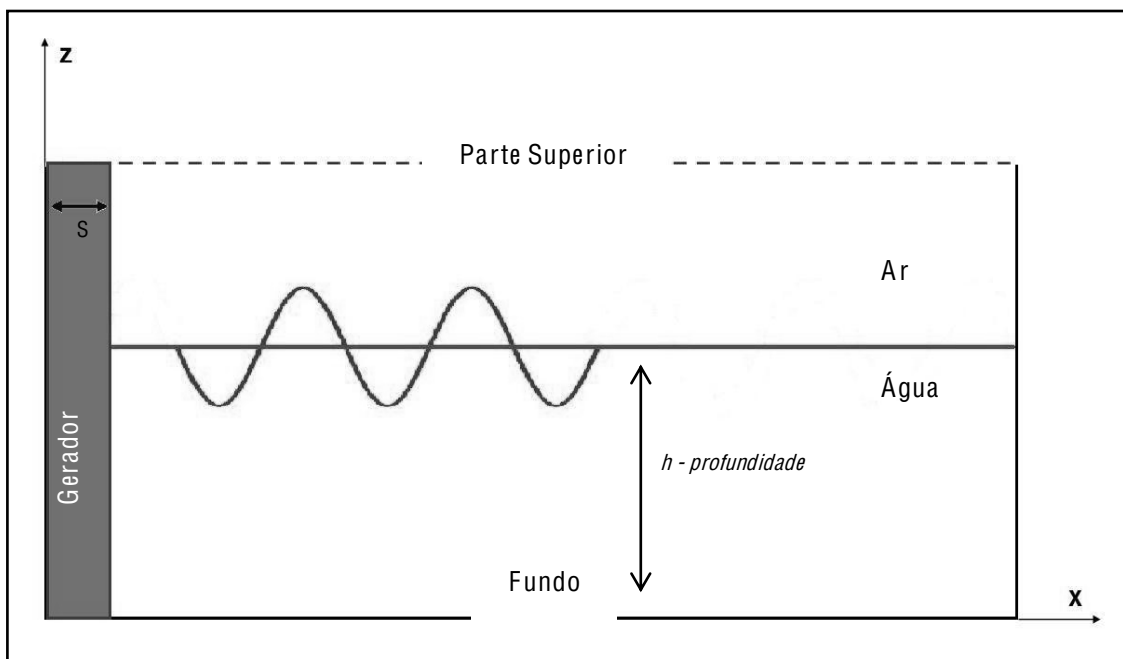 z
Parte Superior
S
Ar
Água
Gerador
h - profundidade
Fundo
x